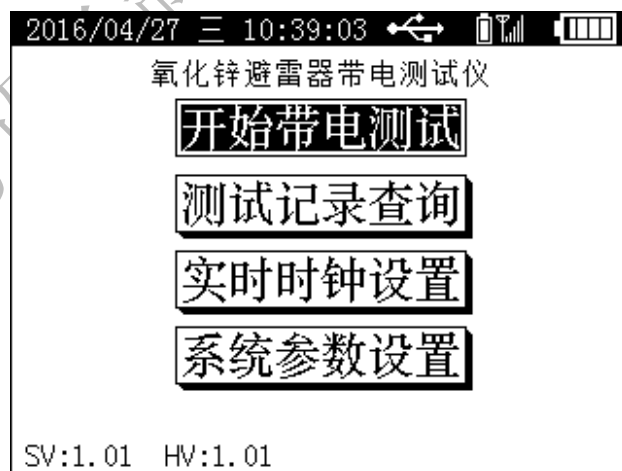 2016/04/27 三 10:39:03
氧化锌避雷器带电测试仪
开始带电测试
测试记录查询
实时时钟设置
系统参数设置
SV:1.01 HV:1.01